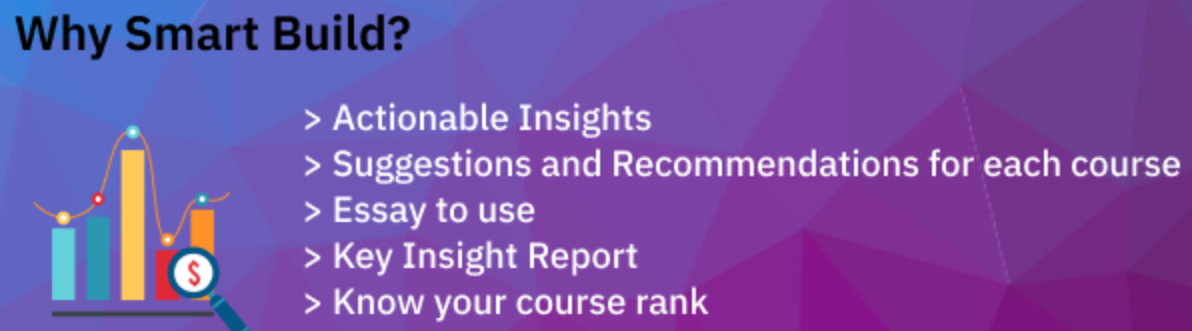 Why Smart Build?
> Actionable Insights
> Suggestions and Recommendations for each course
> Essay to use
> Key Insight Report
> Know your course rank
$